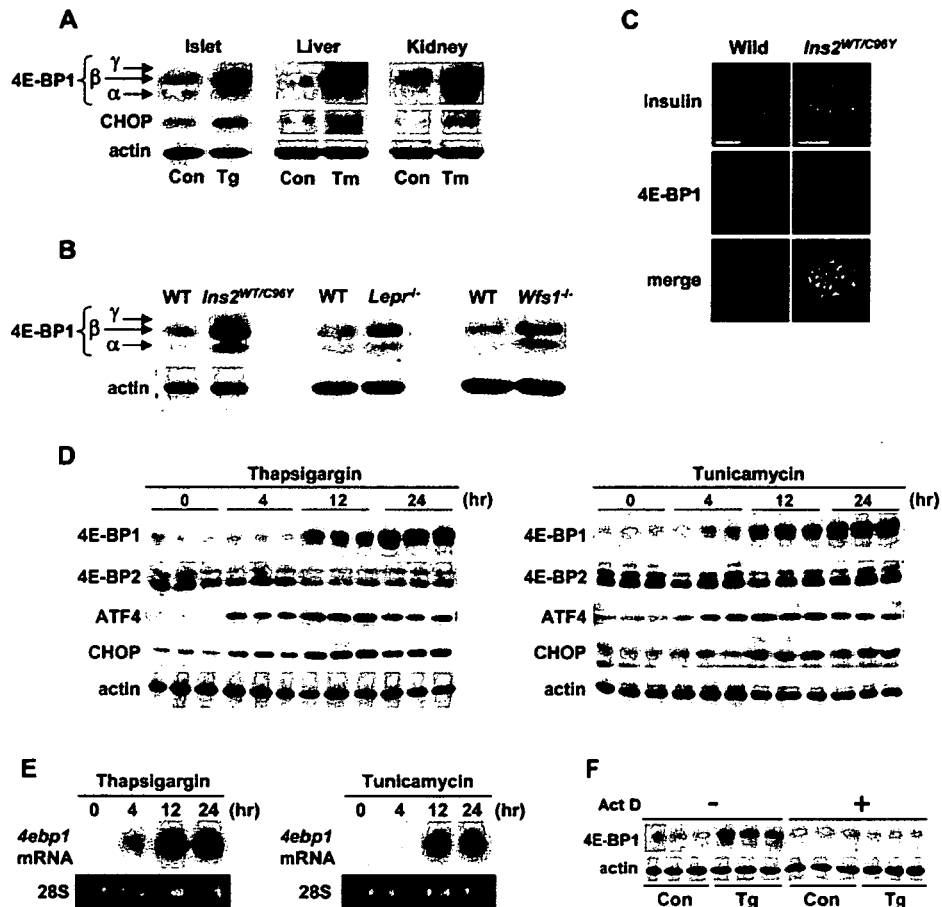 A
Islet Liver Kidney
4E-BP1 γ β α
CHOP
actin
Con Tg Con Tm Con Tm
B
WT Ins2WT/C96Y WT Lepr-/- WT Wfs1-/-
4E-BP1 γ β α
actin
C
Wild Ins2WT/C96Y
Insulin
4E-BP1
merge
D
Thapsigargin
0 4 12 24 (hr)
4E-BP1
4E-BP2
ATF4
CHOP
actin
Tunicamycin
0 4 12 24 (hr)
4E-BP1
4E-BP2
ATF4
CHOP
actin
E
Thapsigargin
0 4 12 24 (hr)
4ebp1
mRNA
28S
Tunicamycin
0 4 12 24 (hr)
4ebp1
mRNA
28S
F
Act D - +
4E-BP1
actin
Con Tg Con Tg